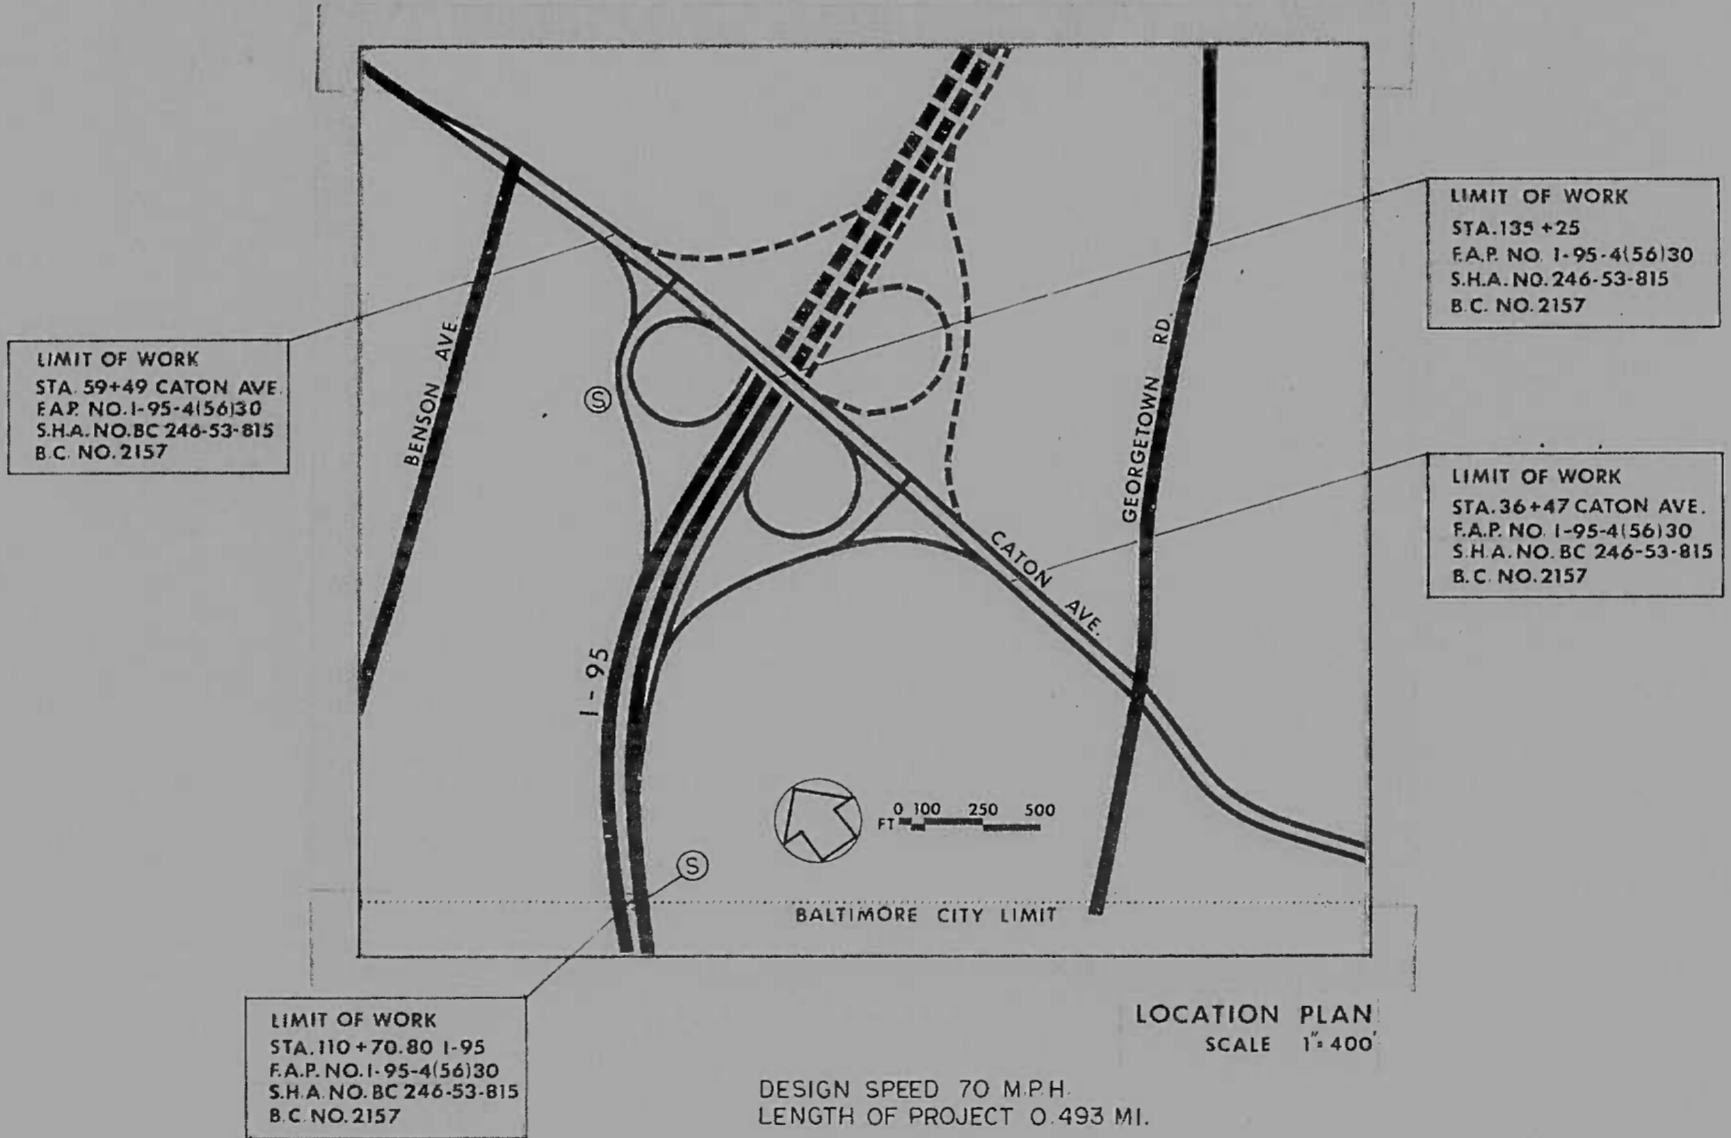 LIMIT OF WORK
STA. 135 +25
F.A.P. NO. I-95-4(56)30
S.H.A. NO. 246-53-815
B.C. NO. 2157
LIMIT OF WORK
STA. 59+49 CATON AVE.
F.A.P. NO. I-95-4(56)30
S.H.A. NO. BC 246-53-815
B.C. NO. 2157
BENSON AVE.
S
GEORGETOWN RD.
LIMIT OF WORK
STA. 36+47 CATON AVE.
F.A.P. NO. I-95-4(56)30
S.H.A. NO. BC 246-53-815
B.C. NO. 2157
CATON AVE.
I-95
0 100 250 500
FT
S
BALTIMORE CITY LIMIT
LIMIT OF WORK
STA. 110+70.80 I-95
F.A.P. NO. I-95-4(56)30
S.H.A. NO. BC 246-53-815
B.C. NO. 2157
LOCATION PLAN
SCALE 1"=400'
DESIGN SPEED 70 M.P.H.
LENGTH OF PROJECT 0.493 MI.